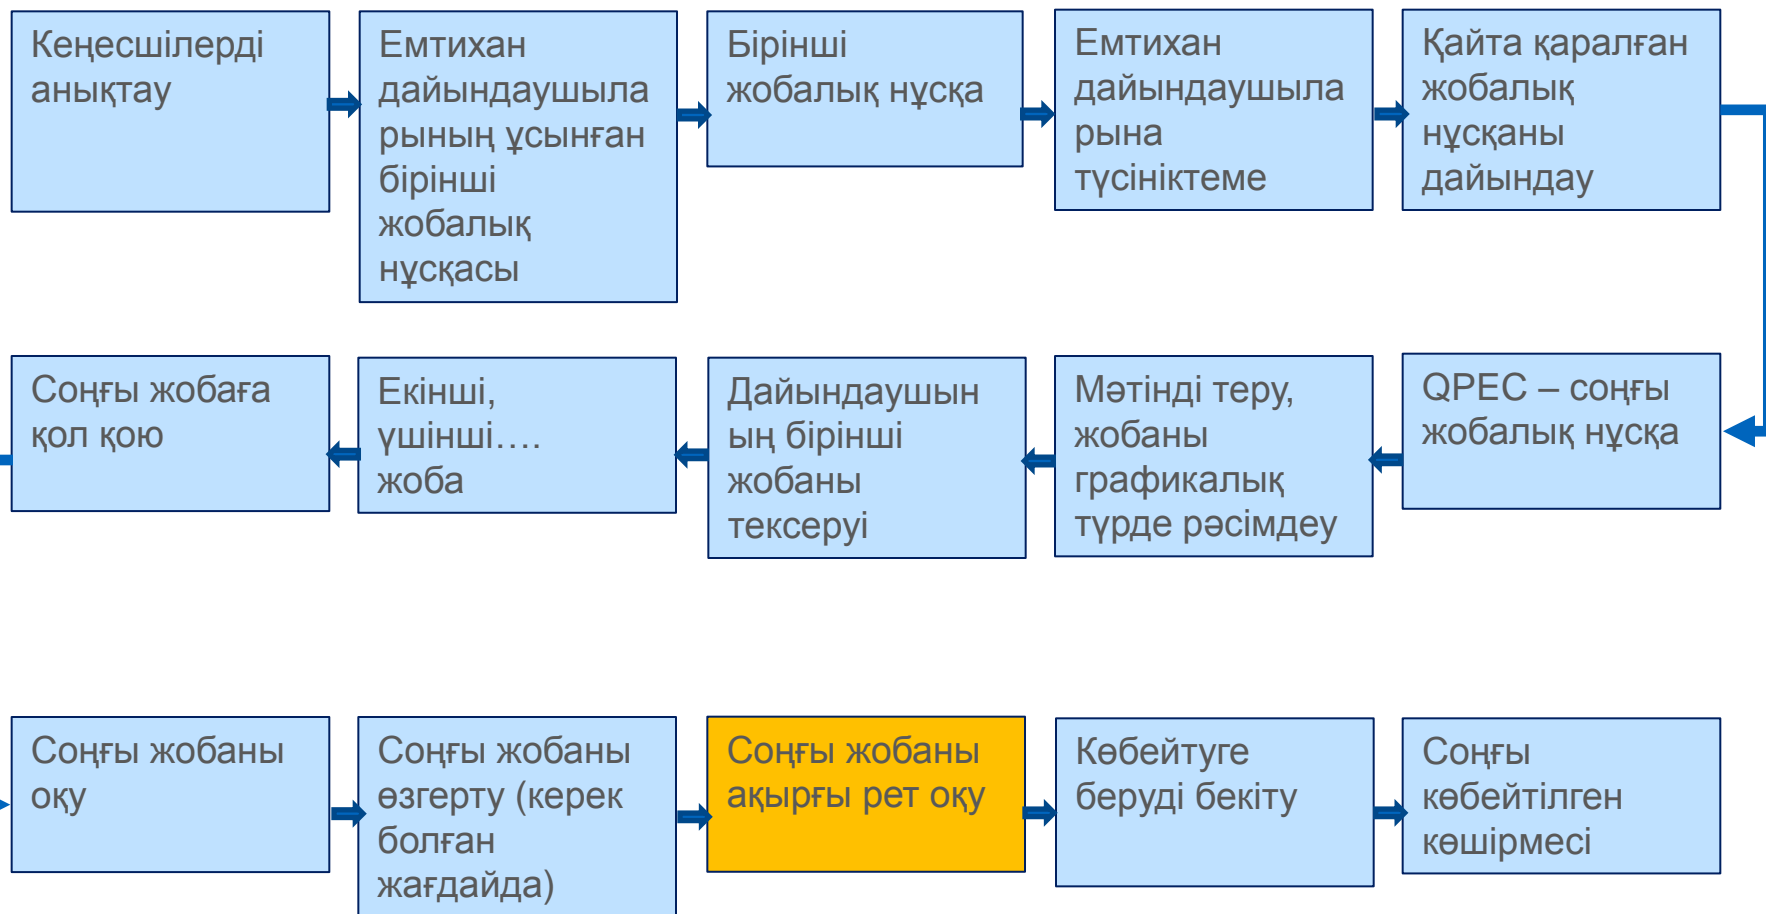 Кеңесшілерді
анықтау
Емтихан
дайындаушыла
рының ұсынған
бірінші
жобалық
нұсқасы
Бірінші
жобалық нұсқа
Емтихан
дайындаушыла
рына
түсініктеме
Қайта қаралған
жобалық
нұсқаны
дайындау
Соңғы жобаға
қол қою
Екінші,
үшінші….
жоба
Дайындаушын
ың бірінші
жобаны
тексеруі
Мәтінді теру,
жобаны
графикалық
түрде рәсімдеу
QPEC – соңғы
жобалық нұсқа
Соңғы жобаны
оқу
Соңғы жобаны
өзгерту (керек
болған
жағдайда)
Соңғы жобаны
ақырғы рет оқу
Көбейтуге
беруді бекіту
Соңғы
көбейтілген
көшірмесі